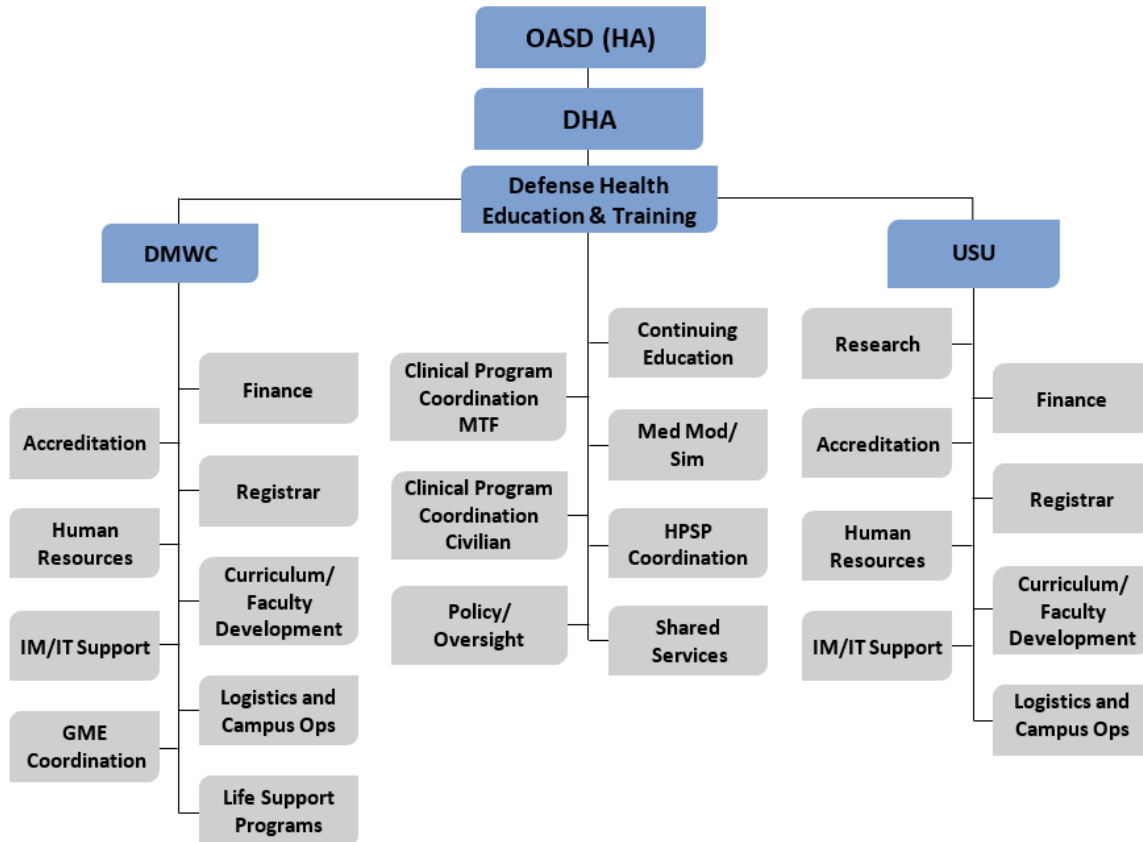 OASD (HA)
DHA
Defense Health
Education & Training
DMWC
USU
Finance
Accreditation
Registrar
Human
Resources
Curriculum/
Faculty
Development
IM/IT Support
Logistics and
Campus Ops
GME
Coordination
Life Support
Programs
Continuing
Education
Clinical Program
Coordination
MTF
Med Mod/
Sim
Clinical Program
Coordination
Civilian
HPSP
Coordination
Policy/
Oversight
Shared
Services
Research
Finance
Accreditation
Registrar
Human
Resources
Curriculum/
Faculty
Development
IM/IT Support
Logistics and
Campus Ops